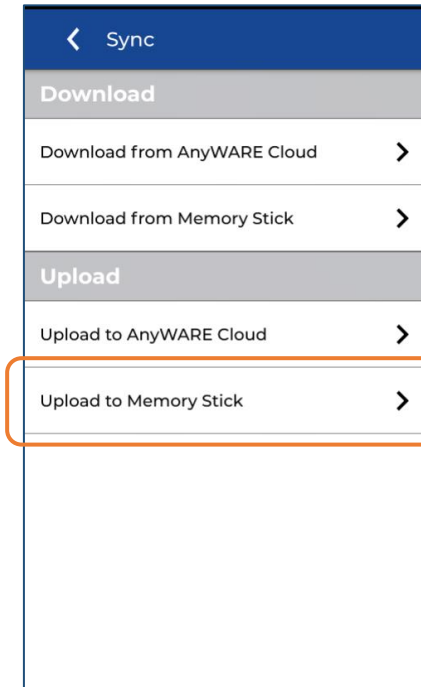 Sync
Download
Download from AnyWARE Cloud
Download from Memory Stick
Upload
Upload to AnyWARE Cloud
Upload to Memory Stick